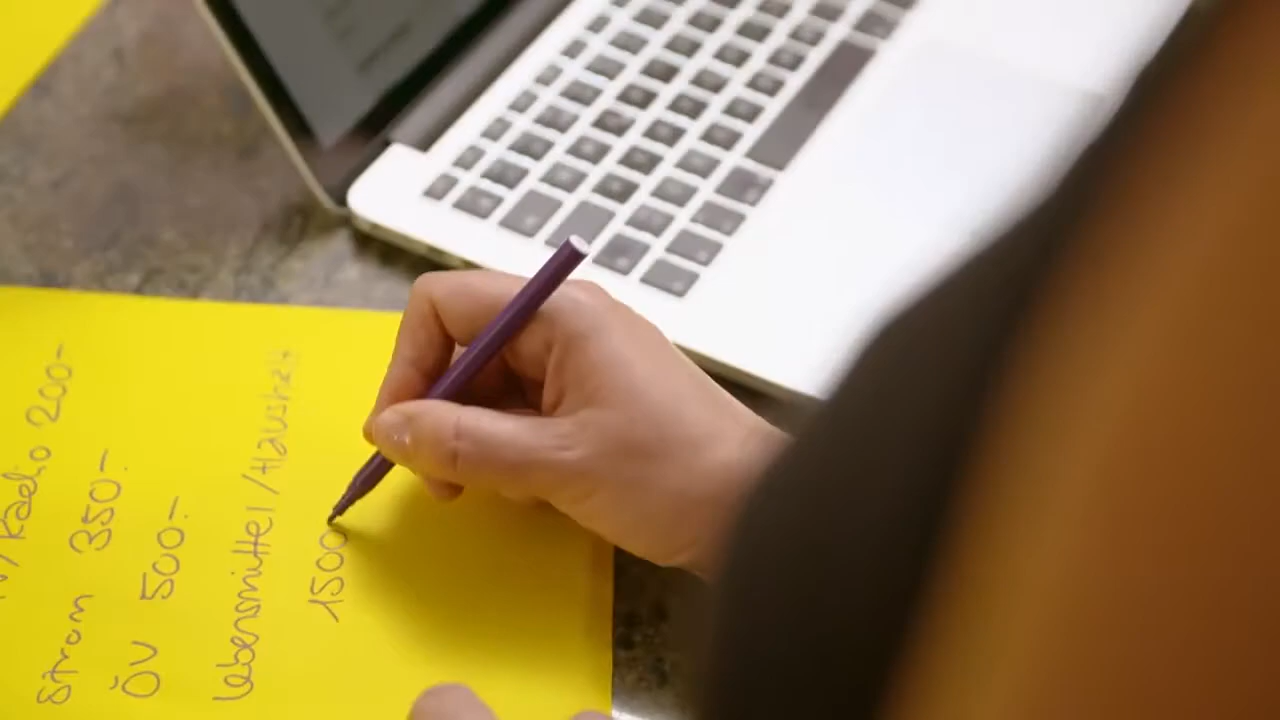 /Radio 200.-
Strom 350.-
ÖV 500.-
Lebensmittel/Haushalt
1500